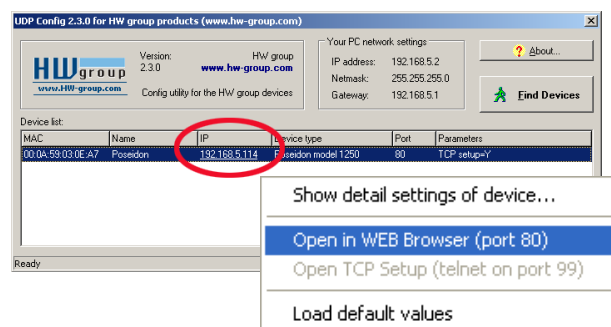 UDP Config 2.3.0 for HW group products (www.hw-group.com)
HW group
www.HW-group.com
Version: HW group
2.3.0 www.hw-group.com
Config utility for the HW group devices
Your PC network settings
IP address: 192.168.5.2
Netmask: 255.255.255.0
Gateway: 192.168.5.1
? About...
Find Devices
Device list:
MAC Name IP Device type Port Parameters
00:0A:59:03:0E:A7 Poseidon 192.168.5.114 Poseidon model 1250 80 TCP setup=Y
Show detail settings of device...
Open in WEB Browser (port 80)
Open TCP Setup (telnet on port 99)
Load default values
Ready